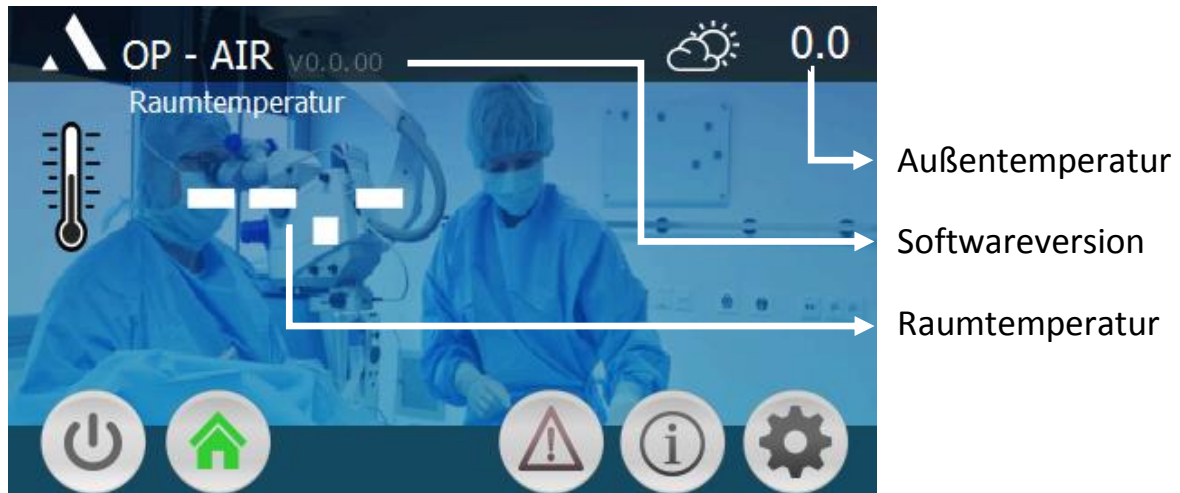 OP - AIR v0.0.00
0.0
Raumtemperatur
--.-
Außentemperatur
Softwareversion
Raumtemperatur